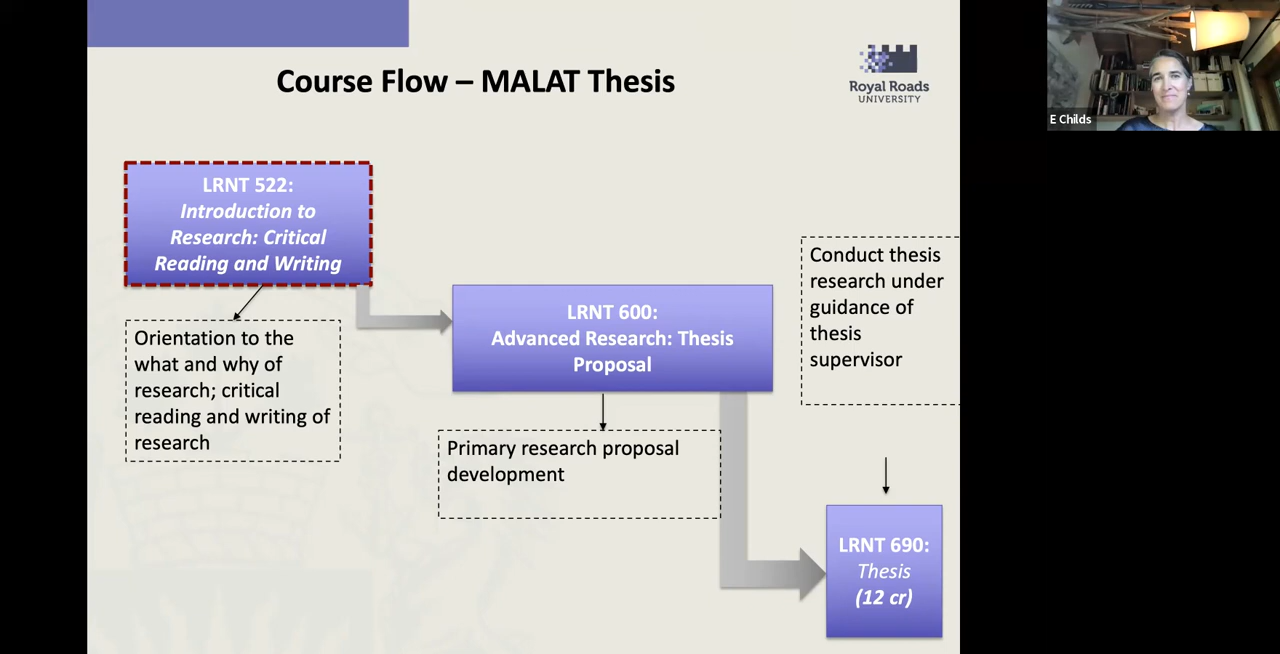 Course Flow – MALAT Thesis
Royal Roads
UNIVERSITY
E Childs
LRNT 522:
Introduction to
Research: Critical
Reading and Writing
Orientation to the
what and why of
research; critical
reading and writing of
research
LRNT 600:
Advanced Research: Thesis
Proposal
Primary research proposal
development
Conduct thesis
research under
guidance of
thesis
supervisor
LRNT 690:
Thesis
(12 cr)